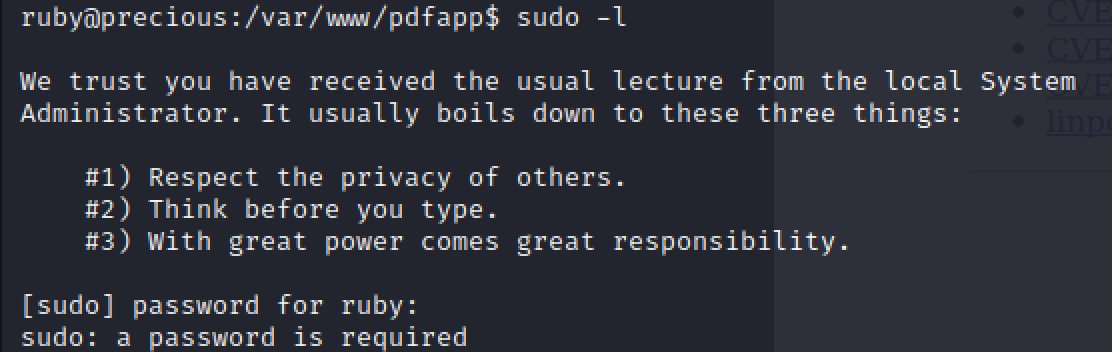 ruby@precious:/var/www/pdfapp$ sudo -l
We trust you have received the usual lecture from the local System
Administrator. It usually boils down to these three things:
#1) Respect the privacy of others.
#2) Think before you type.
#3) With great power comes great responsibility.
[sudo] password for ruby:
sudo: a password is required
CVE
CVE
linpe